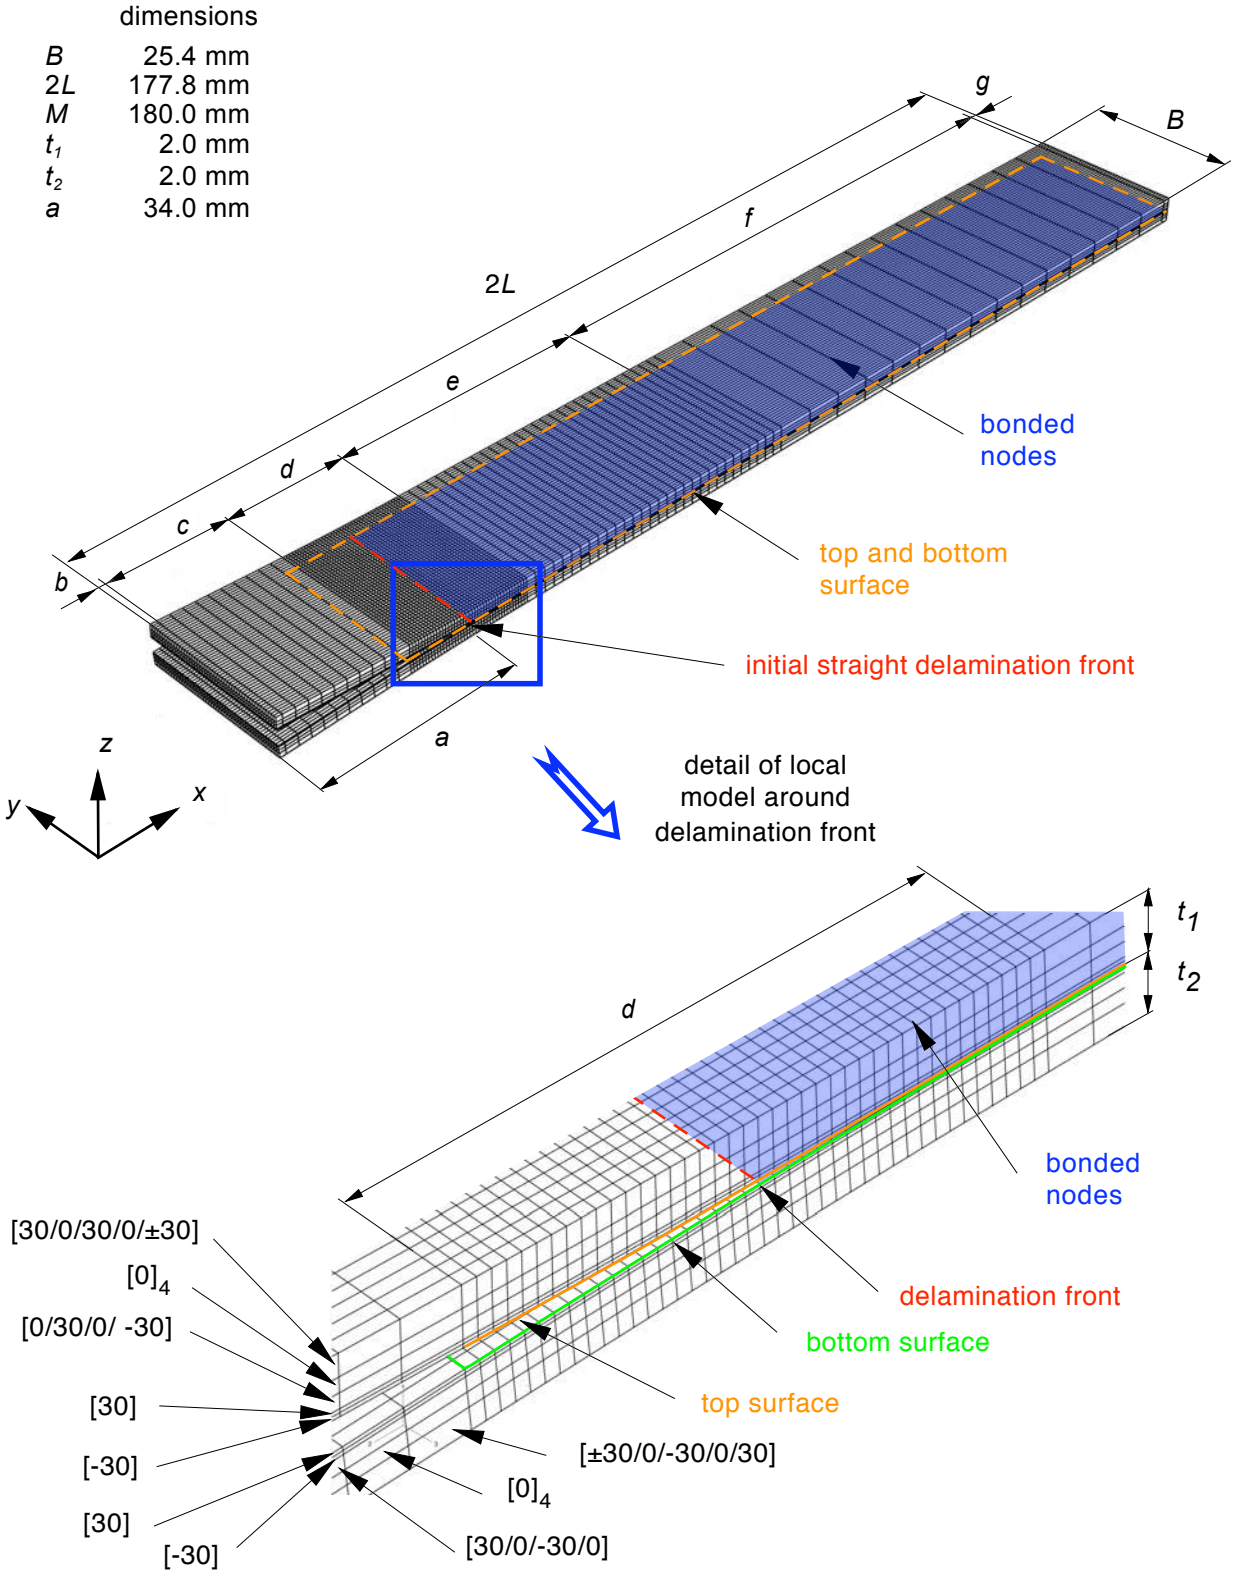 dimensions
B 25.4 mm
2L 177.8 mm
M 180.0 mm
t1 2.0 mm
t2 2.0 mm
a 34.0 mm
g
B
f
2L
e
d
c
b
bonded
nodes
top and bottom
surface
initial straight delamination front
a
z
y
x
detail of local
model around
delamination front
t1
t2
d
bonded
nodes
[30/0/30/0/±30]
[0]4
[0/30/0/ -30]
[30]
[-30]
[30]
[-30]
delamination front
bottom surface
top surface
[±30/0/-30/0/30]
[0]4
[30/0/-30/0]